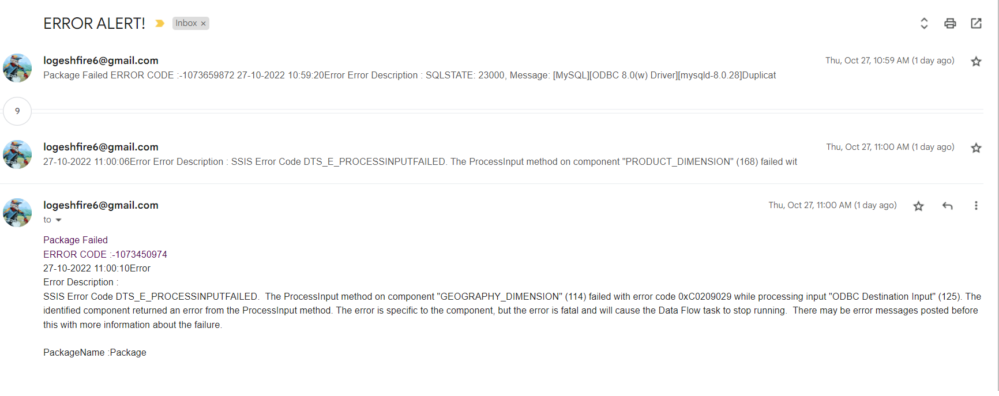 ERROR ALERT! Inbox ×
logeshfire6@gmail.com Thu, Oct 27, 10:59 AM (1 day ago)
Package Failed ERROR CODE :-1073659872 27-10-2022 10:59:20Error Error Description : SQLSTATE: 23000, Message: [MySQL][ODBC 8.0(w) Driver][mysqld-8.0.28]Duplicat
9
logeshfire6@gmail.com Thu, Oct 27, 11:00 AM (1 day ago)
27-10-2022 11:00:06Error Error Description : SSIS Error Code DTS_E_PROCESSINPUTFAILED. The ProcessInput method on component "PRODUCT_DIMENSION" (168) failed wit
logeshfire6@gmail.com Thu, Oct 27, 11:00 AM (1 day ago)
to
Package Failed
ERROR CODE :-1073450974
27-10-2022 11:00:10Error
Error Description :
SSIS Error Code DTS_E_PROCESSINPUTFAILED.  The ProcessInput method on component "GEOGRAPHY_DIMENSION" (114) failed with error code 0xC0209029 while processing input "ODBC Destination Input" (125). The
identified component returned an error from the ProcessInput method. The error is specific to the component, but the error is fatal and will cause the Data Flow task to stop running.  There may be error messages posted before
this with more information about the failure.
PackageName :Package